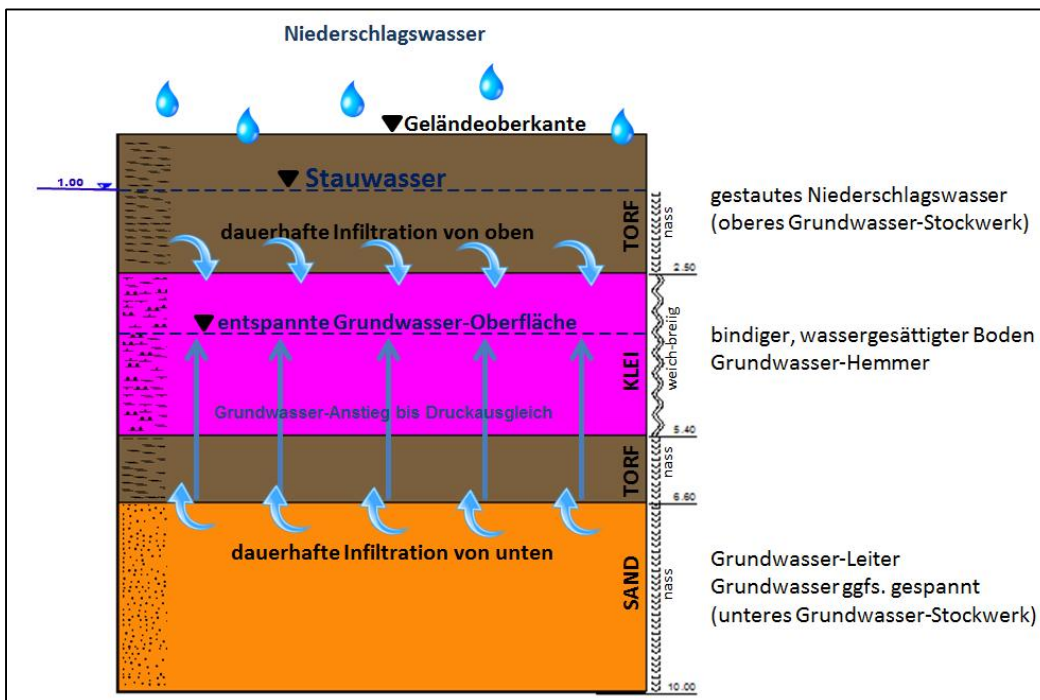 Niederschlagswasser
Geländeoberkante
1.00
Stauwasser
gestautes Niederschlagswasser
(oberes Grundwasser-Stockwerk)
TORF
nass
dauerhafte Infiltration von oben
2.50
entspannte Grundwasser-Oberfläche
bindiger, wassergesättigter Boden
Grundwasser-Hemmer
KLEI
weich-breiig
Grundwasser-Anstieg bis Druckausgleich
5.40
TORF
nass
6.60
dauerhafte Infiltration von unten
SAND
nass
Grundwasser-Leiter
Grundwasser ggfs. gespannt
(unteres Grundwasser-Stockwerk)
10.00